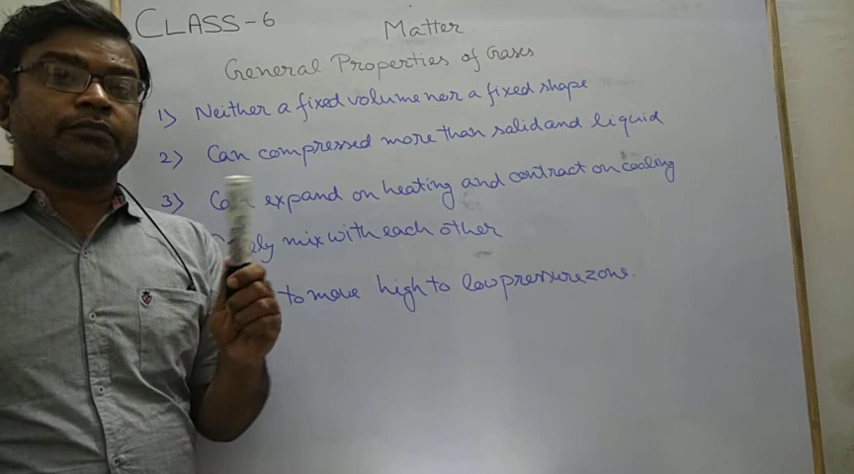 CLASS-6
Matter
General Properties of Gases
1) Neither a fixed volume nor a fixed shape
2) Can compressed more than salid and liquid
3) expand on heating and contract on cooling
mix with each other
to move high to low pressure zone.